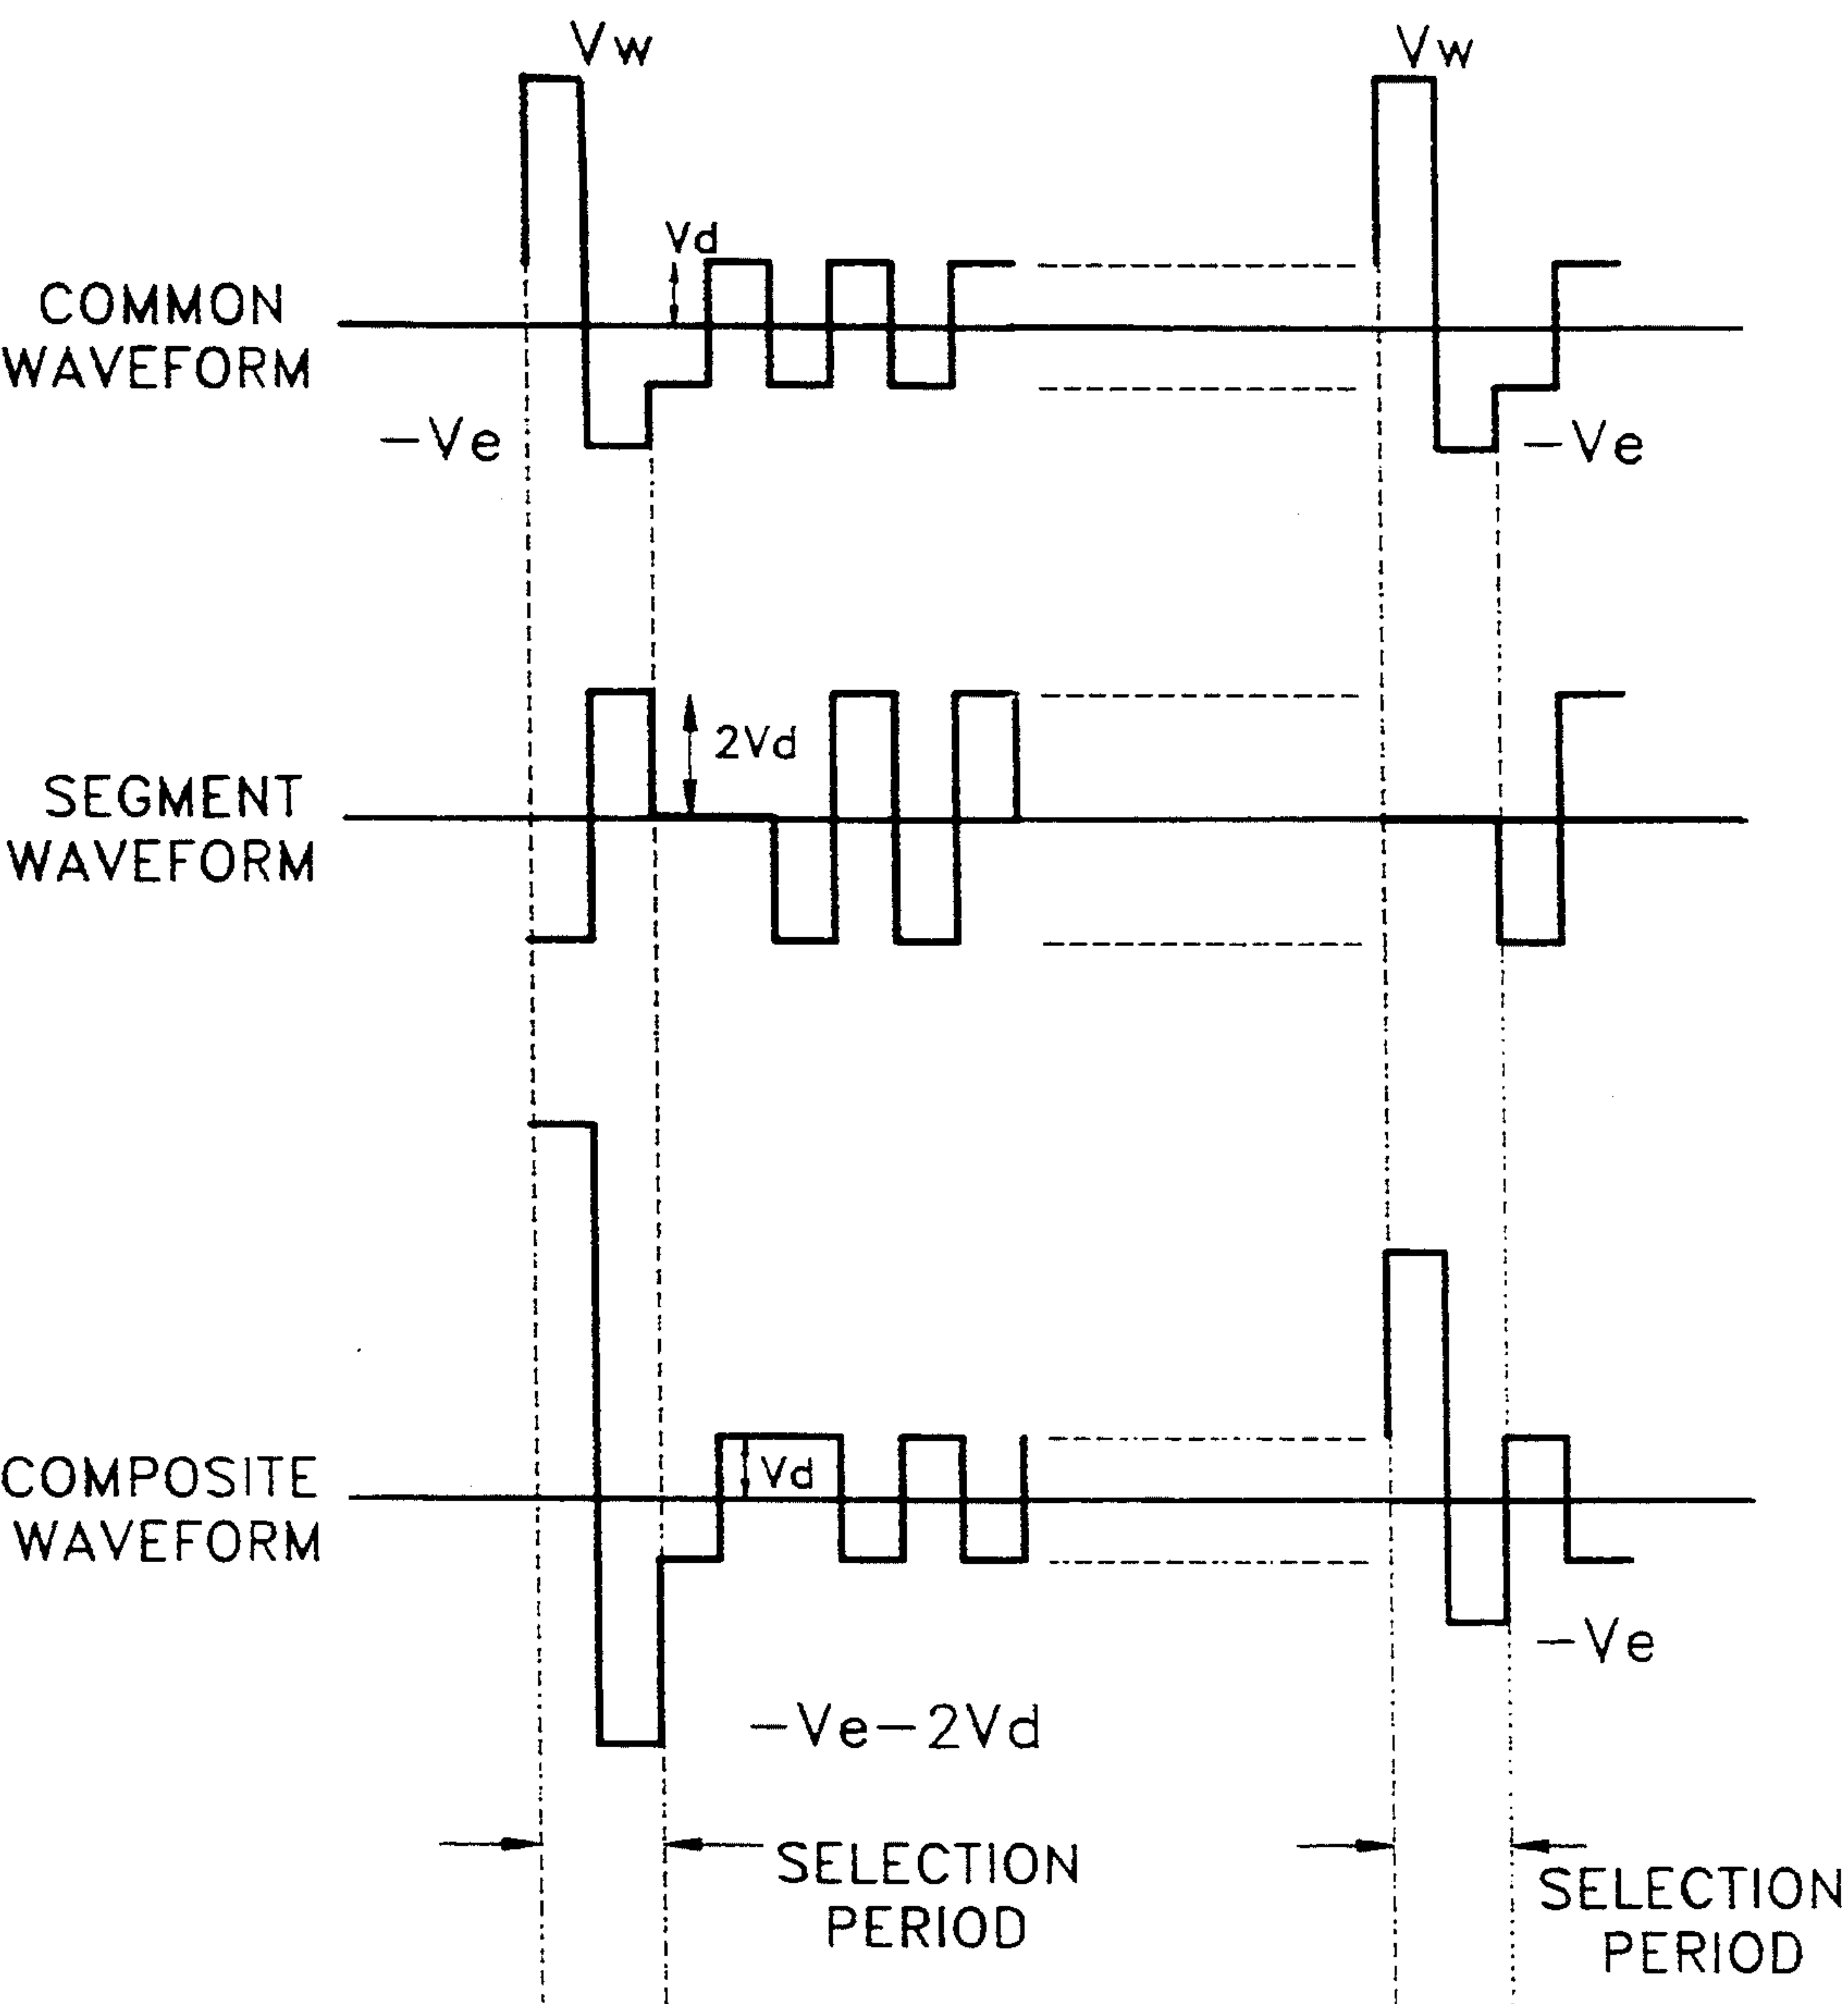 Vw
Vw
Vd
COMMON
WAVEFORM
-Ve
-Ve
2Vd
SEGMENT
WAVEFORM
Vd
COMPOSITE
WAVEFORM
-Ve
-Ve-2Vd
SELECTION
PERIOD
SELECTION
PERIOD